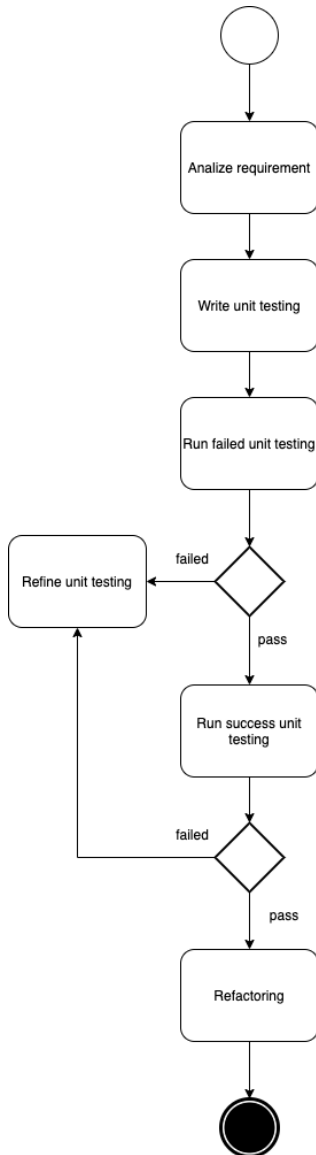 Analize requirement
Write unit testing
Run failed unit testing
failed
Refine unit testing
pass
Run success unit
testing
failed
pass
Refactoring